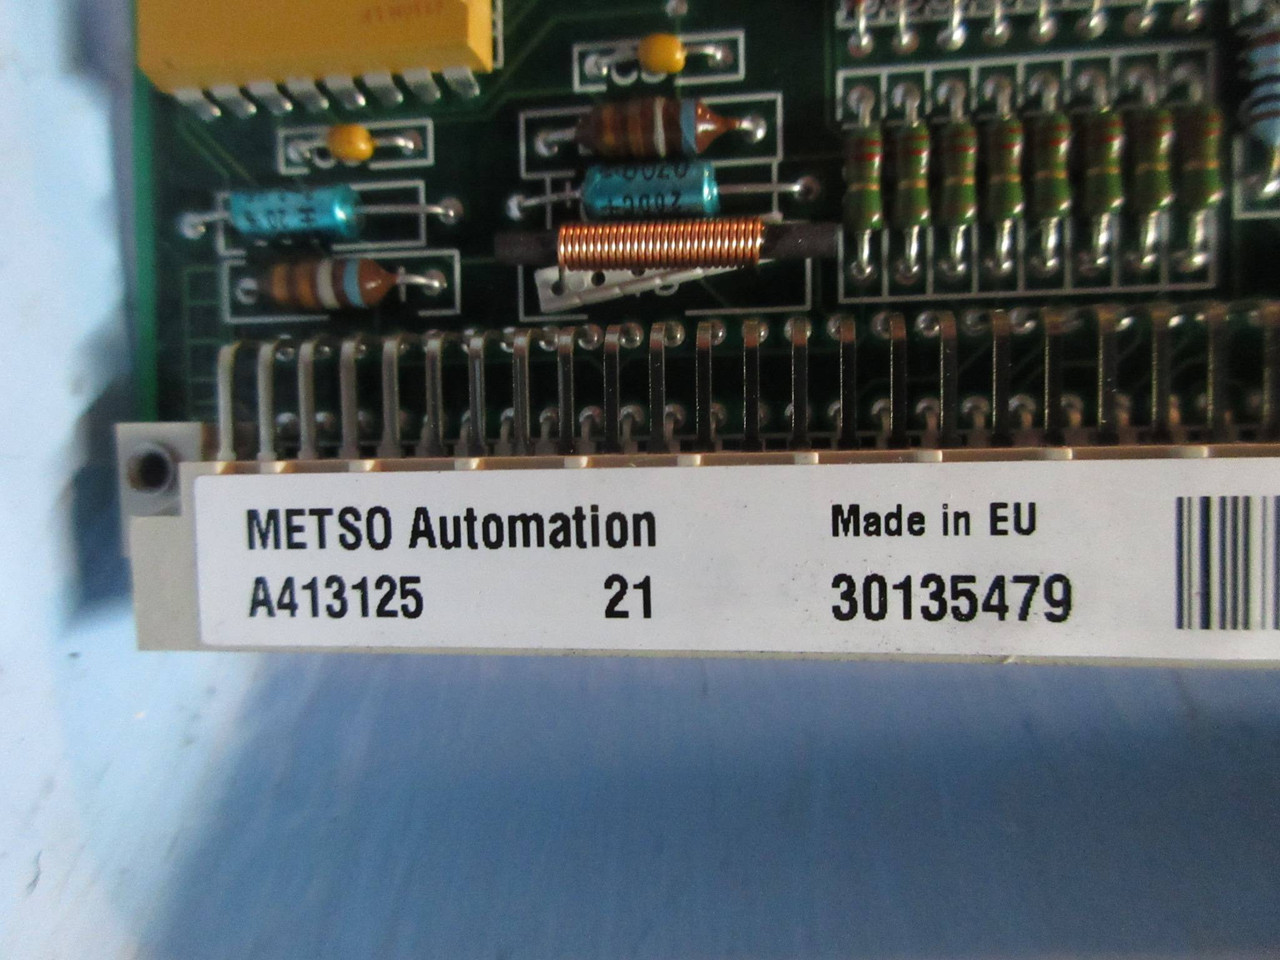 METSO Automation
Made in EU
A413125
21
30135479